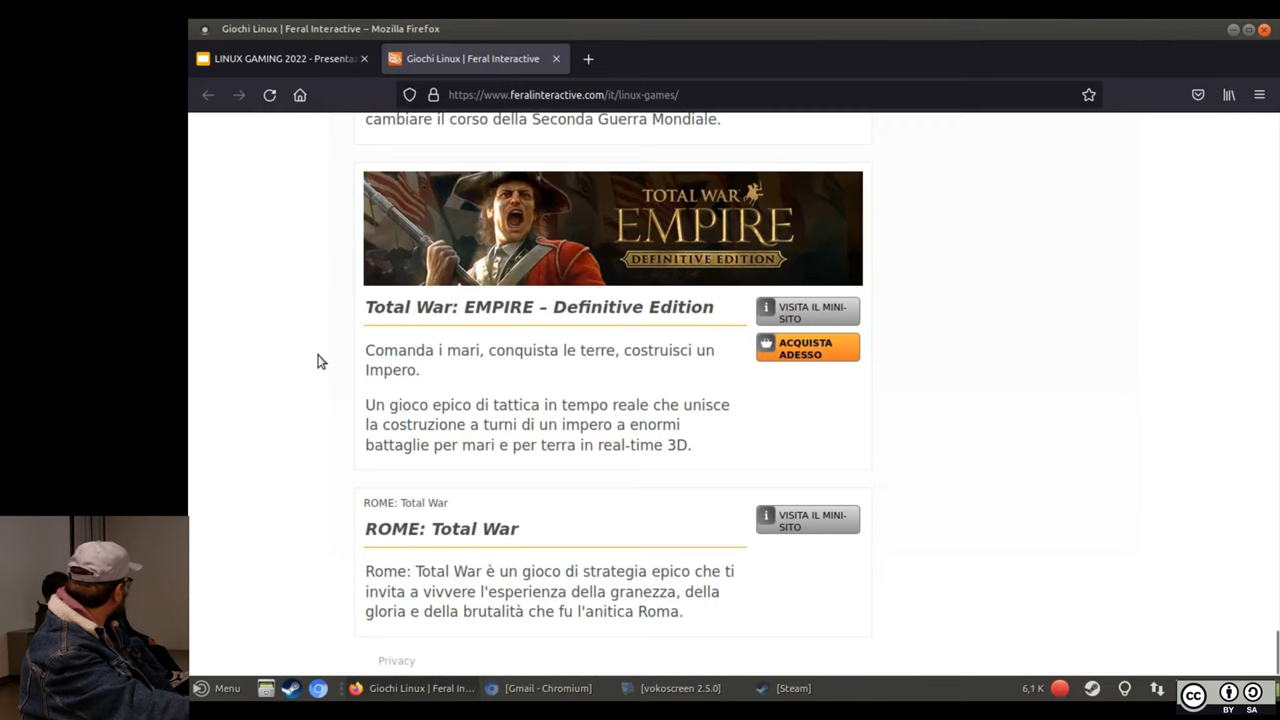 Giochi Linux | Feral Interactive — Mozilla Firefox
LINUX GAMING 2022 - Presenta
Giochi Linux | Feral Interactive
https://www.feralinteractive.com/it/linux-games/
cambiare il corso della Seconda Guerra Mondiale.
TOTAL WAR
EMPIRE
DEFINITIVE EDITION
Total War: EMPIRE – Definitive Edition
VISITA IL MINI-
SITO
ACQUISTA
ADESSO
Comanda i mari, conquista le terre, costruisci un
Impero.
Un gioco epico di tattica in tempo reale che unisce
la costruzione a turni di un impero a enormi
battaglie per mari e per terra in real-time 3D.
ROME: Total War
ROME: Total War
VISITA IL MINI-
SITO
Rome: Total War è un gioco di strategia epico che ti
invita a vivvere l'esperienza della granezza, della
gloria e della brutalità che fu l'anitica Roma.
Privacy
Menu
Giochi Linux | Feral In...
[Gmail - Chromium]
[vokoscreen 2.5.0]
[Steam]
6,1 K
CC
BY SA